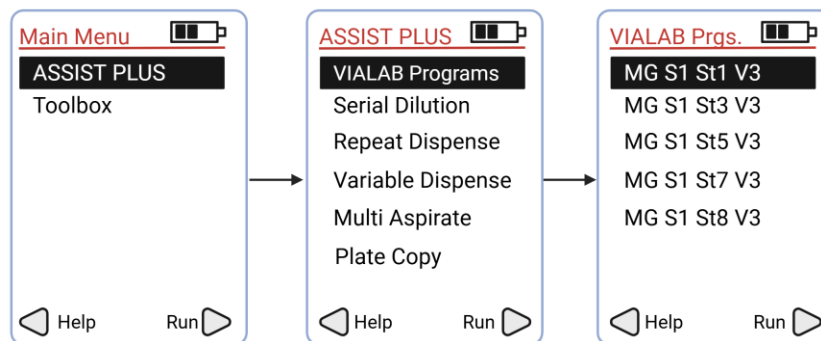 Main Menu
ASSIST PLUS
Toolbox
Help
Run
ASSIST PLUS
VIALAB Programs
Serial Dilution
Repeat Dispense
Variable Dispense
Multi Aspirate
Plate Copy
Help
Run
VIALAB Prgs.
MG S1 St1 V3
MG S1 St3 V3
MG S1 St5 V3
MG S1 St7 V3
MG S1 St8 V3
Help
Run